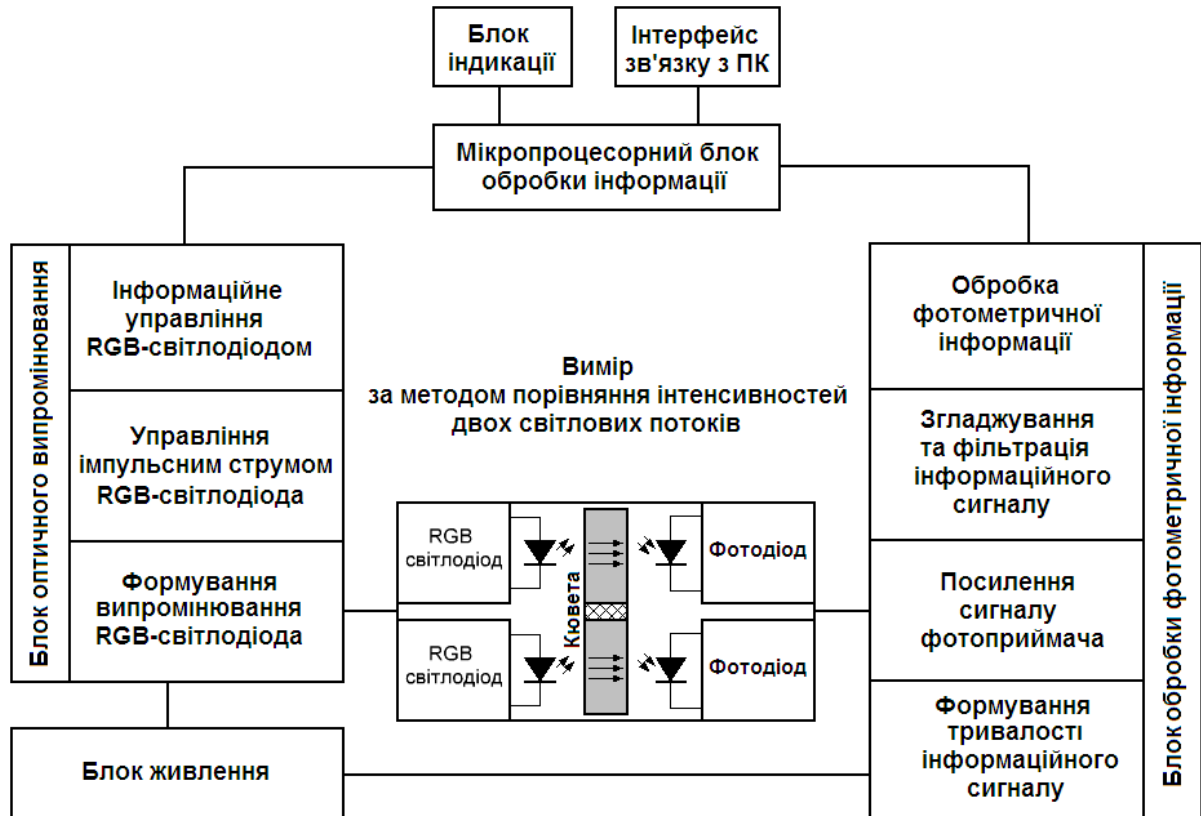 Блок
індикації
Інтерфейс
зв'язку з ПК
Мікропроцесорний блок
обробки інформації
Блок оптичного випромінювання
Інформаційне
управління
RGB-світлодіодом
Управління
імпульсним струмом
RGB-світлодіода
Формування
випромінювання
RGB-світлодіода
Блок живлення
Вимір
за методом порівняння інтенсивностей
двох світлових потоків
RGB
світлодіод
RGB
світлодіод
Кювета
Фотодіод
Фотодіод
Обробка
фотометричної
інформації
Згладжування
та фільтрація
інформаційного
сигналу
Посилення
сигналу
фотоприймача
Формування
тривалості
інформаційного
сигналу
Блок обробки фотометричної інформації